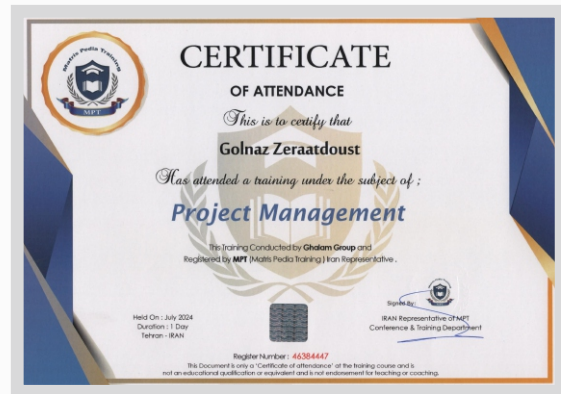 Matris Pedia Training
MPT
CERTIFICATE
OF ATTENDANCE
This is to certify that
Golnaz Zeraatdoust
Has attended a training under the subject of ;
Project Management
This Training Conducted by Ghalam Group and
Registered by MPT (Matris Pedia Training ) Iran Representative .
Held On : July 2024
Duration : 1 Day
Tehran - IRAN
Signed By:
IRAN Representative of MPT
Conference & Training Department
Register Number : 46384447
This Document is only a 'Certificate of attendance' at the training course and is
not an educational qualification or equivalent and is not endorsement for teaching or coaching.